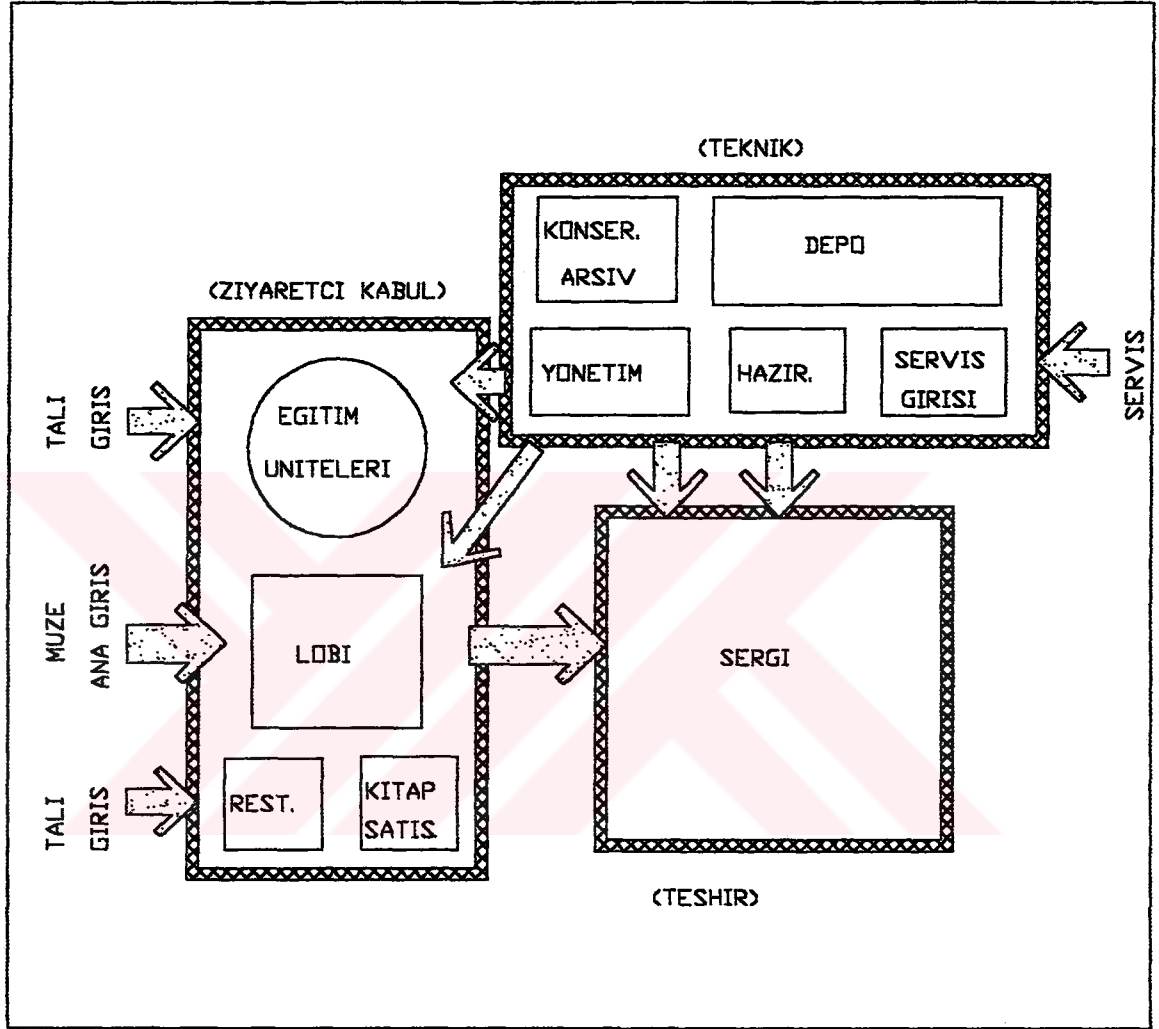 (TEKNIK)
KONSER.
ARSIV
DEPO
(ZIYARETCI KABUL)
YONETIM
HAZIR.
SERVIS
GIRISI
SERVIS
TALI
GIRIS
EGITIM
UNITELERI
MUZE
ANA GIRIS
LOBI
SERGI
TALI
GIRIS
REST.
KITAP
SATIS.
(TESHIR)